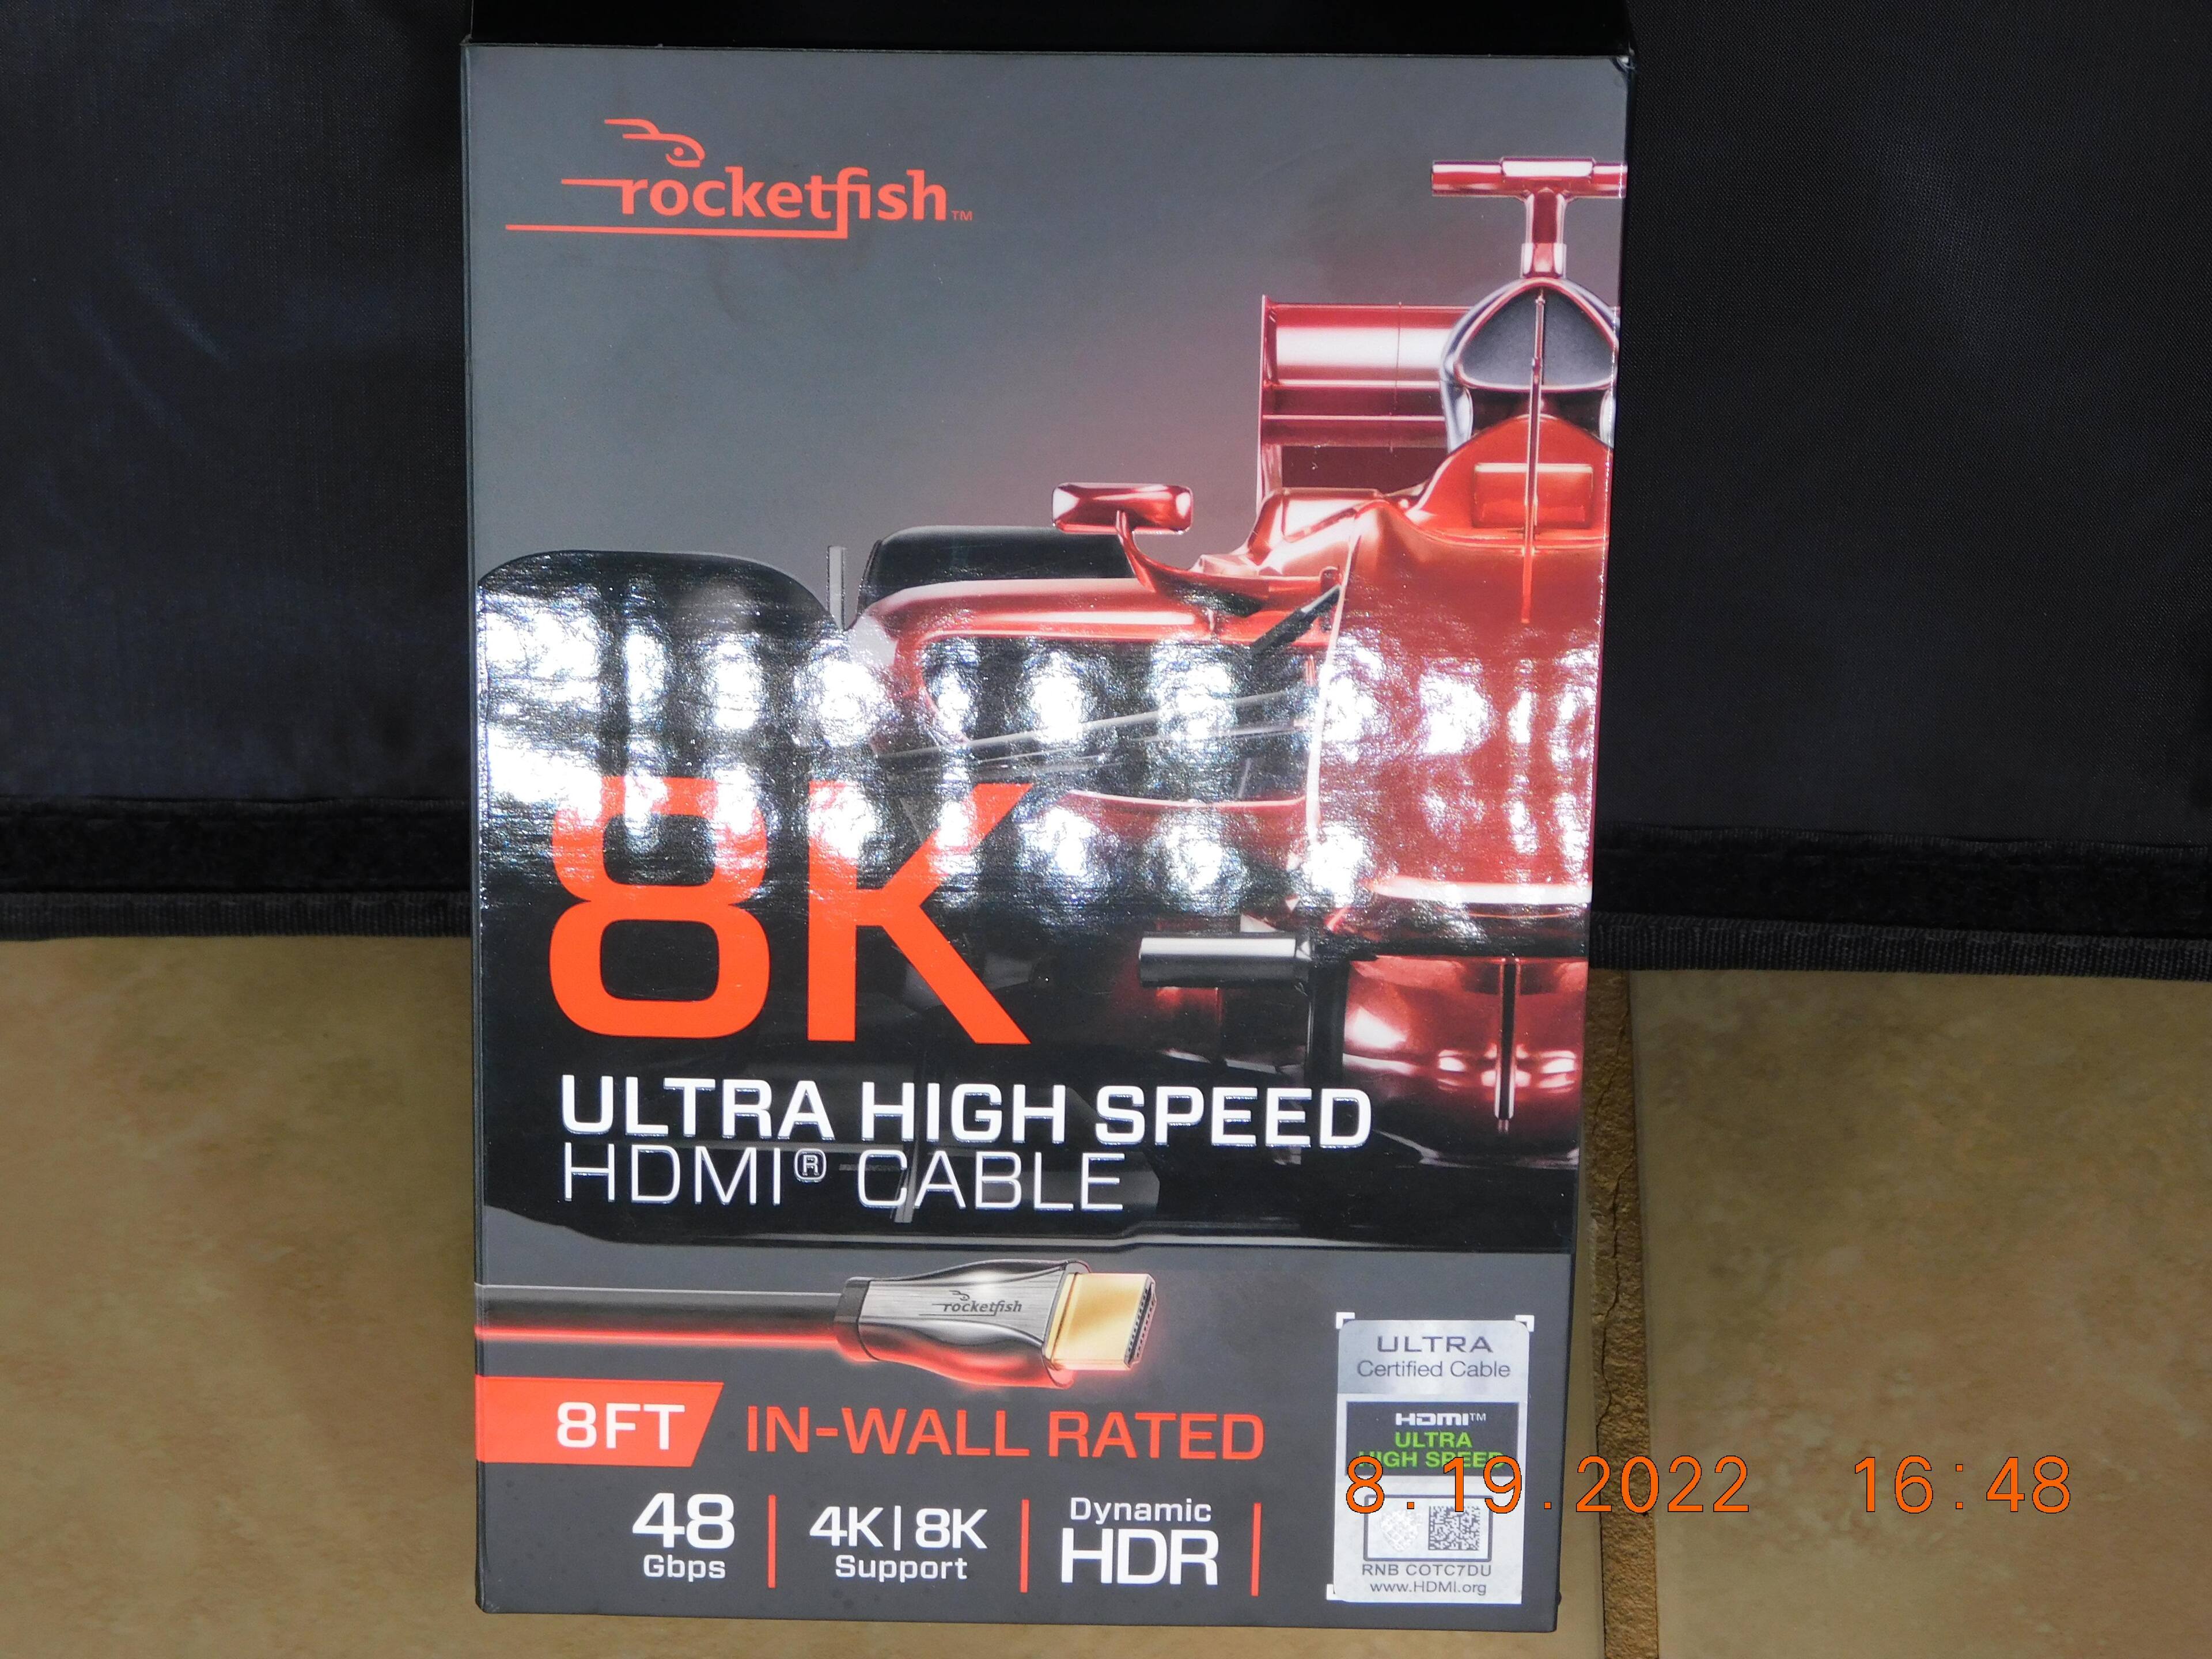 rocketfish™
8K
ULTRA HIGH SPEED
HDMI® CABLE
rocketfish
8FT IN-WALL RATED
48
Gbps
4K|8K
Support
Dynamic
HDR
ULTRA
Certified Cable
HDMI™
ULTRA
HIGH SPEED
8.19.2022 16:48
RNB COTC7DU
www.HDMI.org